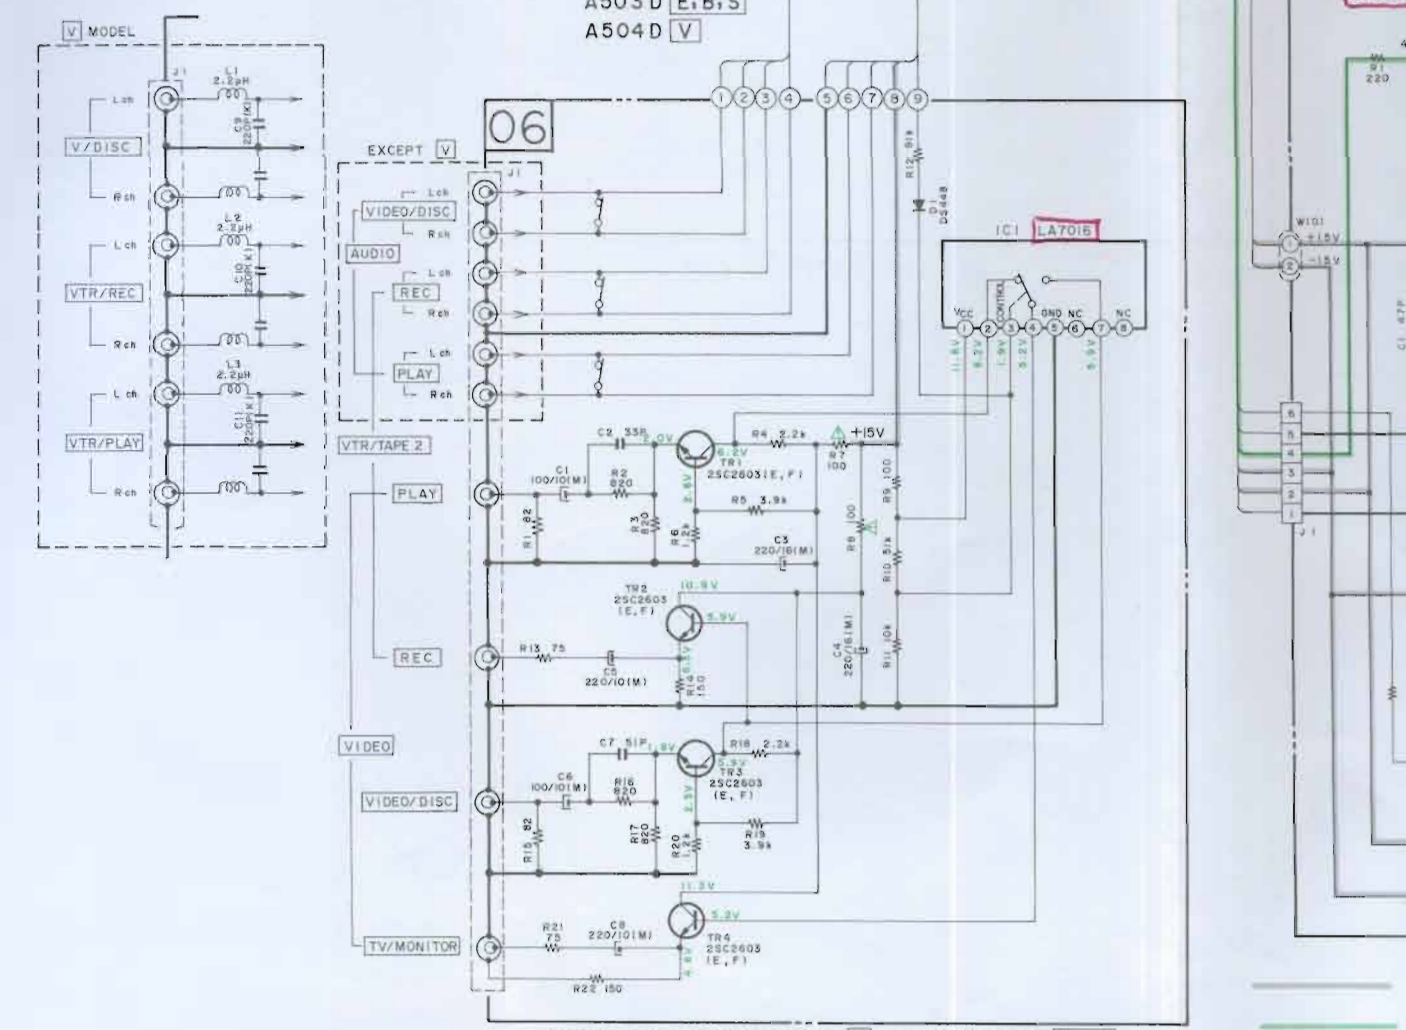 A503D E,B,S
A504D V
V MODEL
J1
L1
2.2µH
L ch
C9
220P(K)
V/DISC
R ch
L2
2.2µH
L ch
C10
220P(K)
VTR/REC
R ch
L3
2.2µH
L ch
C11
220P(K)
VTR/PLAY
R ch
1 2 3 4 5 6 7 8 9
06
EXCEPT V
J1
L ch
VIDEO/DISC
R ch
AUDIO
L ch
REC
R ch
L ch
PLAY
R ch
VTR/TAPE 2
PLAY
REC
VIDEO
VIDEO/DISC
TV/MONITOR
R12 91k
D1
DS448
IC1 LA7016
CONTROL
VCC GND NC NC
1 2 3 4 5 6 7 8
11.8V 6.2V 1.9V 5.2V 5.9V
C2 33P 2.0V
C1
100/10(M)
R2
820
R1 82
R3
820
R6
1.2k
2.6V
6.2V
TR1
2SC2603(E,F)
R4 2.2k
R5 3.9k
C3
220/16(M)
R7
100
+15V
R8 100
R9 100
R10 51k
R11 10k
C4
220/16(M)
TR2
2SC2603
(E,F)
10.9V
5.9V
R13 75
C5
220/10(M)
R14
150
C7 51P 1.8V
C6
100/10(M)
R16
820
R15 82
R17
820
R20
1.2k
2.5V
5.9V
TR3
2SC2603
(E,F)
R18 2.2k
R19
3.9k
11.3V
5.2V
R21
75
C8
220/10(M)
4.6V
TR4
2SC2603
(E,F)
R22 150
R1
220
W101
1 +15V
2 -15V
C1 47P
6
5
4
3
2
1
J1